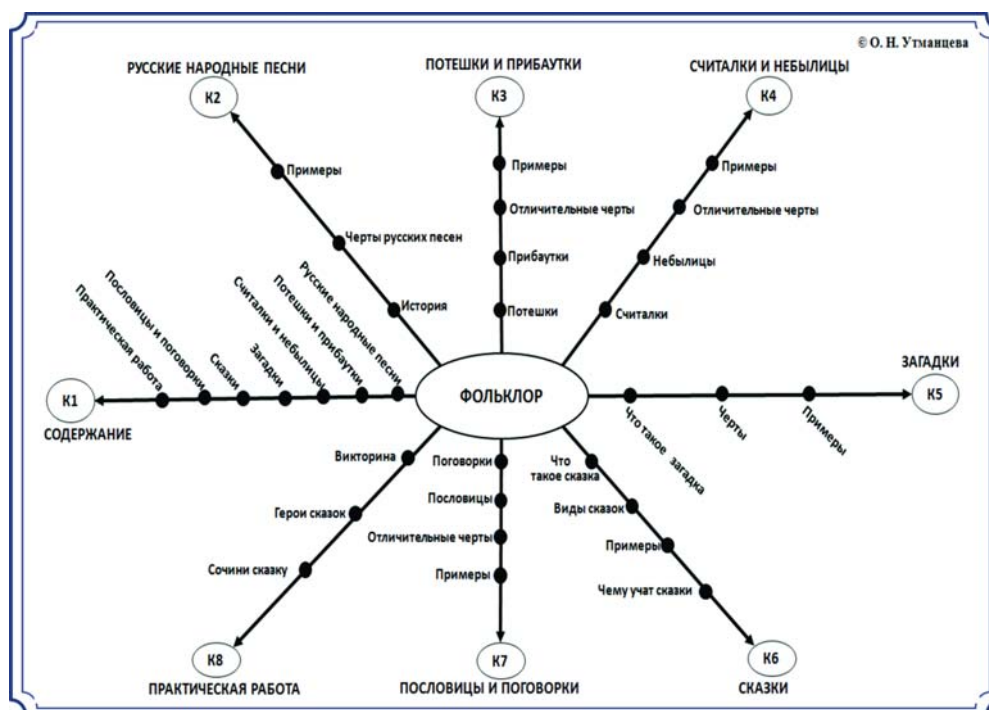 © О. Н. Утманцева
РУССКИЕ НАРОДНЫЕ ПЕСНИ
К2
Примеры
Черты русских песен
История
ПОТЕШКИ И ПРИБАУТКИ
К3
Примеры
Отличительные черты
Прибаутки
Потешки
СЧИТАЛКИ И НЕБЫЛИЦЫ
К4
Примеры
Отличительные черты
Небылицы
Считалки
ФОЛЬКЛОР
К1
СОДЕРЖАНИЕ
Практическая работа
Пословицы и поговорки
Сказки
Загадки
Считалки и небылицы
Потешки и прибаутки
Русские народные песни
ЗАГАДКИ
К5
Что такое загадка
Черты
Примеры
Викторина
Герои сказок
Сочини сказку
К8
ПРАКТИЧЕСКАЯ РАБОТА
Поговорки
Пословицы
Отличительные черты
Примеры
К7
ПОСЛОВИЦЫ И ПОГОВОРКИ
Что
такое сказка
Виды сказок
Примеры
Чему учат сказки
К6
СКАЗКИ